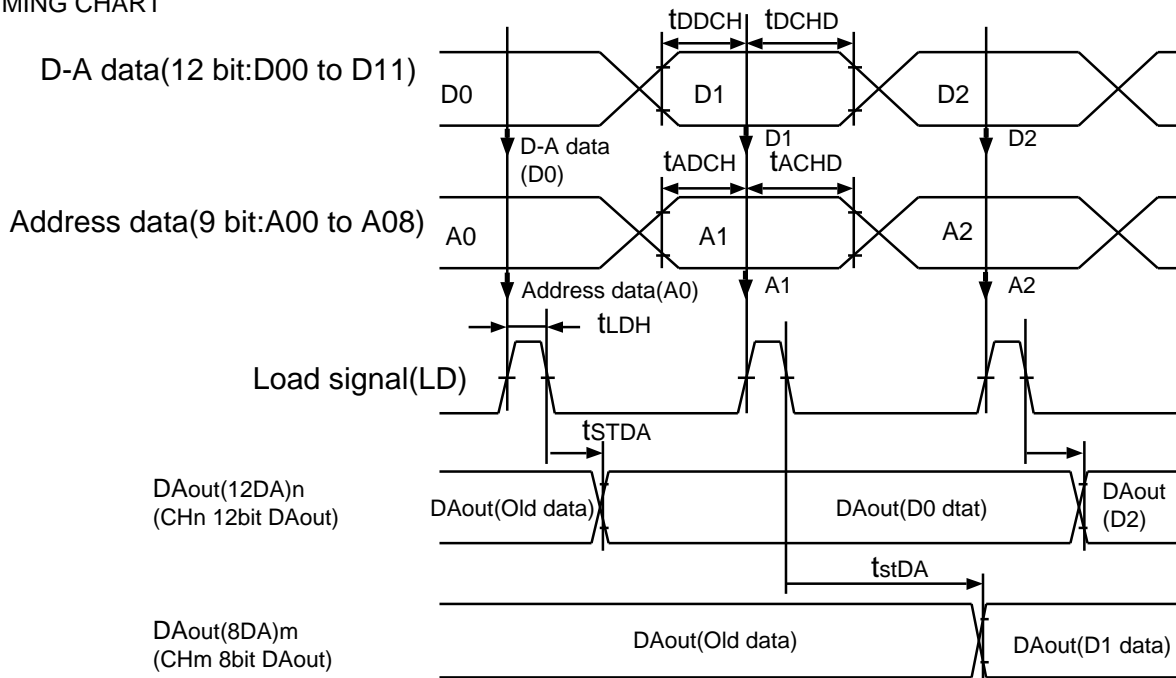 MING CHART
tDDCH tDCHD
D-A data(12 bit:D00 to D11)
D0 D1 D2
D-A data
(D0)
D1 D2
tADCH tACHD
Address data(9 bit:A00 to A08)
A0 A1 A2
Address data(A0) A1 A2
tLDH
Load signal(LD)
tSTDA
DAout(12DA)n
(CHn 12bit DAout)
DAout(Old data) DAout(D0 dtat) DAout
(D2)
tstDA
DAout(8DA)m
(CHm 8bit DAout)
DAout(Old data) DAout(D1 data)